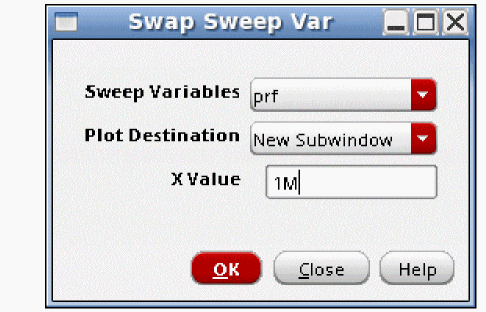 Swap Sweep Var
Sweep Variables prf
Plot Destination New Subwindow
X Value 1M
OK Close Help